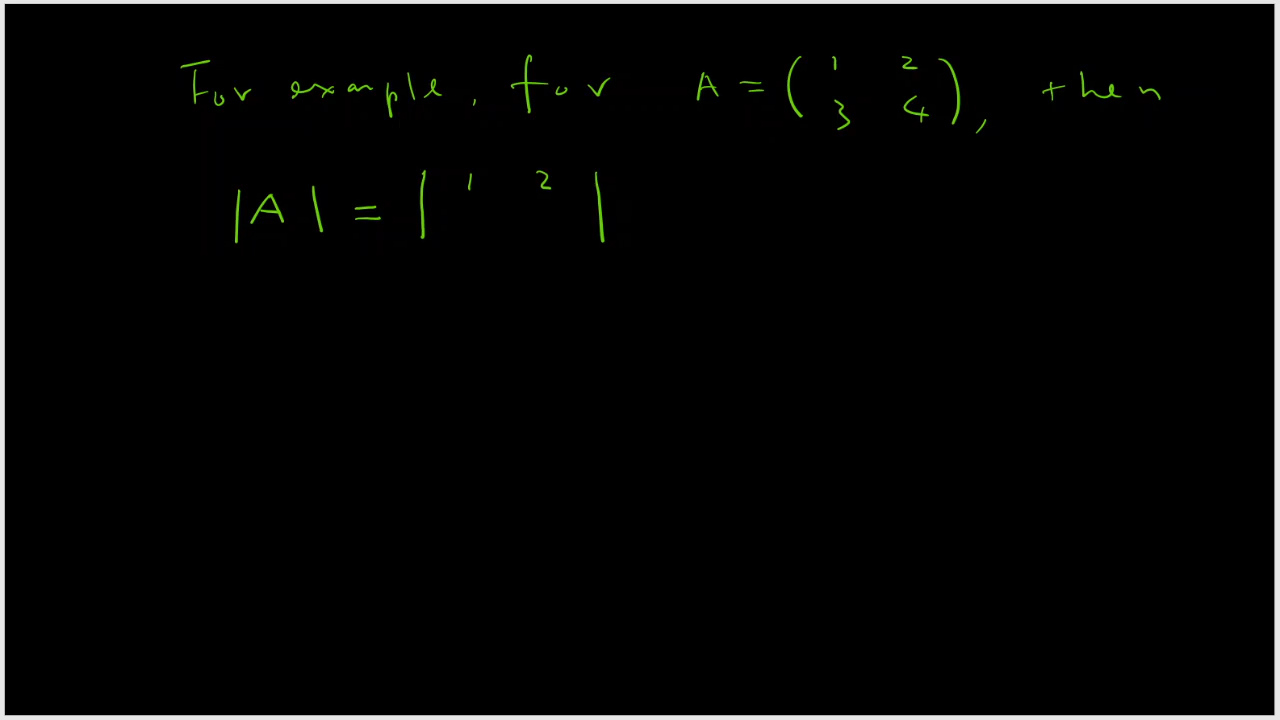 For example, for A = ( 1 2 3 4 ), then
|A| = | 1 2 |